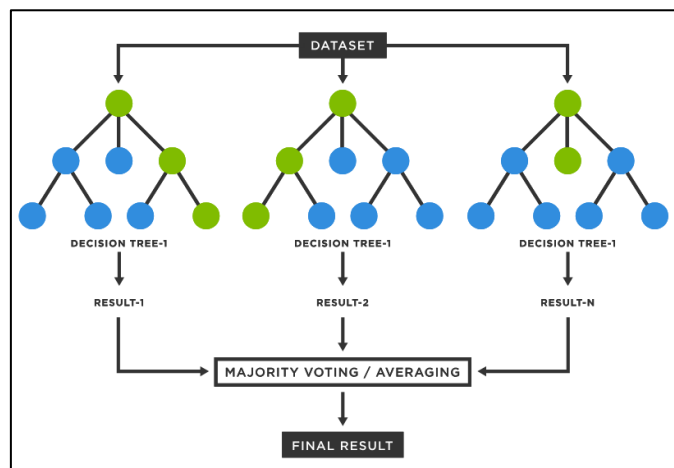 DATASET
DECISION TREE-1
DECISION TREE-1
DECISION TREE-1
RESULT-1
RESULT-2
RESULT-N
MAJORITY VOTING / AVERAGING
FINAL RESULT